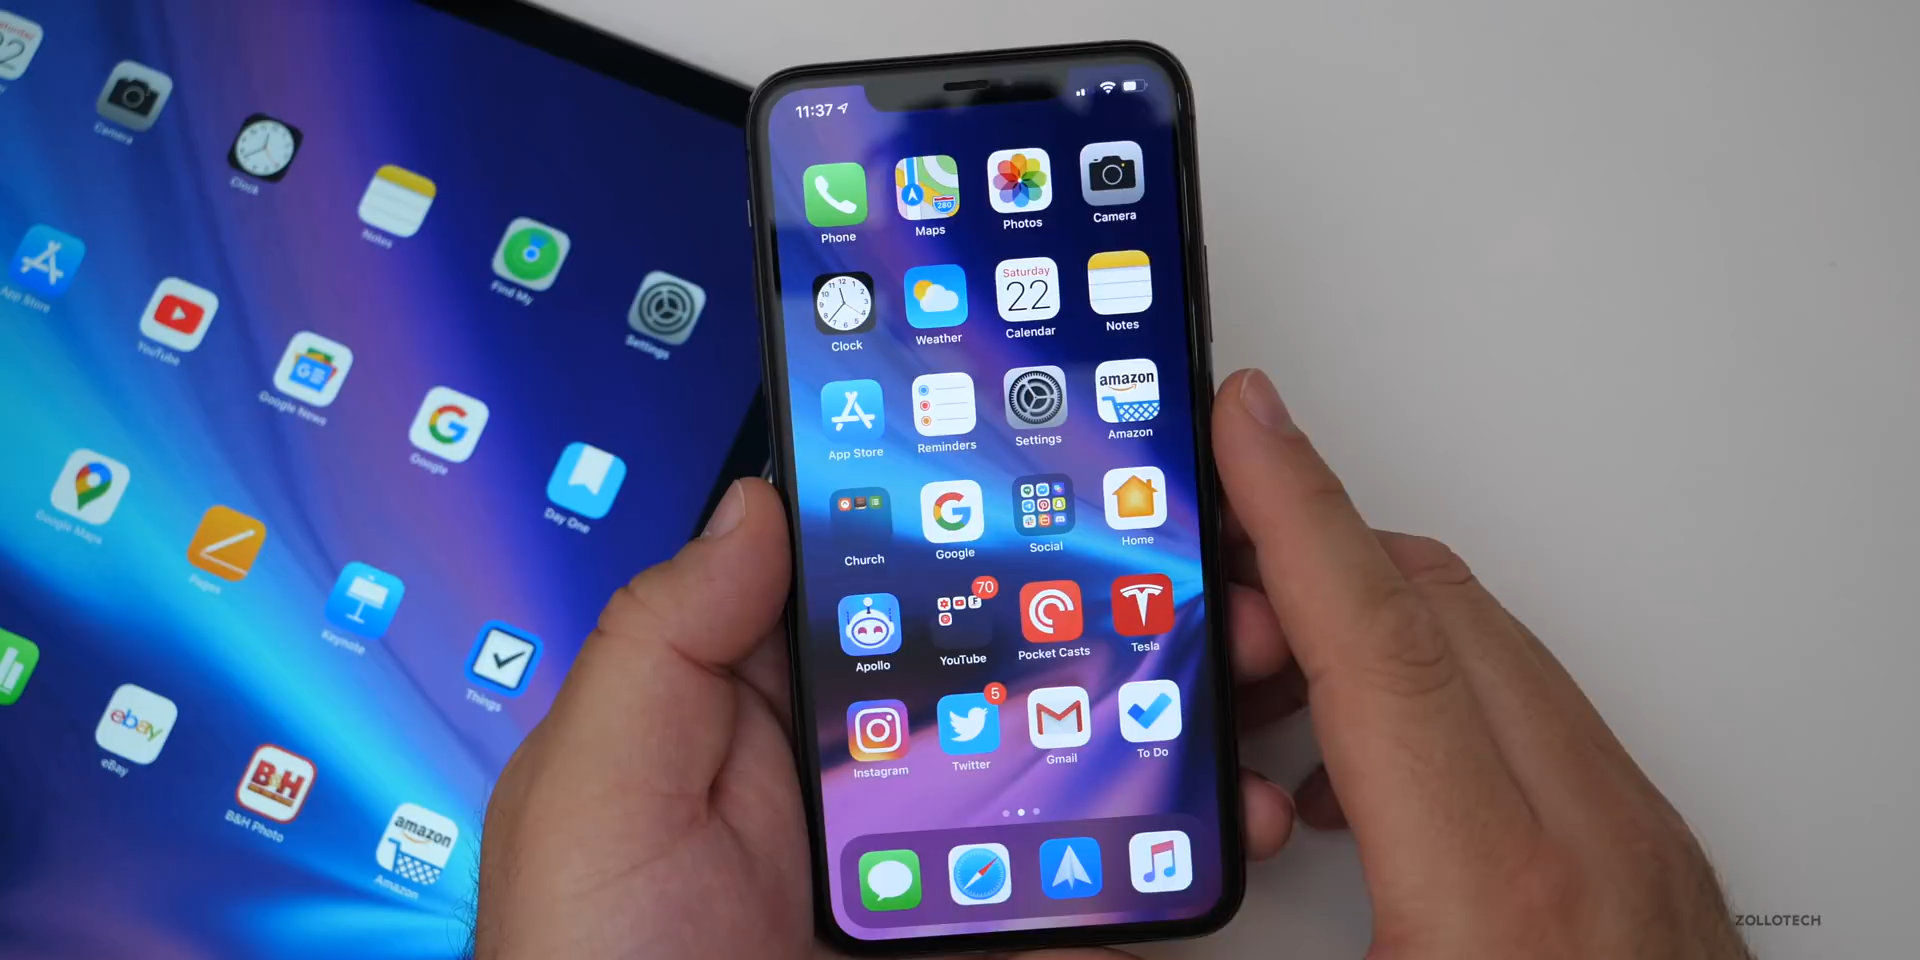 Saturday
22
Camera
Clock
Notes
Find My
Settings
App Store
YouTube
Google News
Google
Day One
Google Maps
Pages
Keynote
Things
ebay
eBay
B&H
B&H Photo
amazon
Amazon
11:37
280
Phone
Maps
Photos
Camera
Saturday
22
Clock
Weather
Calendar
Notes
amazon
App Store
Reminders
Settings
Amazon
Church
Google
Social
Home
70
Apollo
YouTube
Pocket Casts
Tesla
5
Instagram
Twitter
Gmail
To Do
ZOLLOTECH